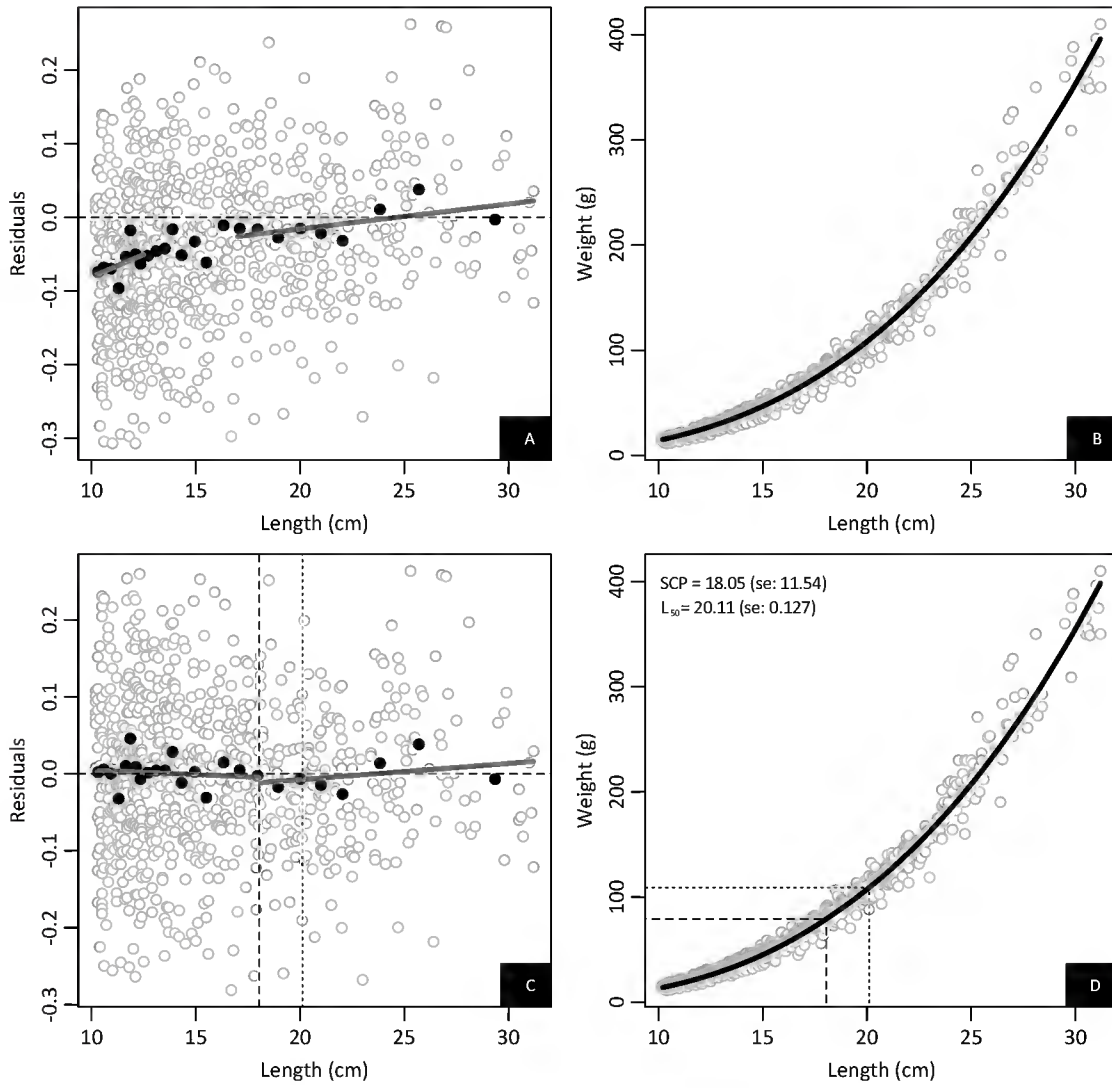 Residuals
0.2
0.1
0.0
-0.1
-0.2
-0.3
A
10 15 20 25 30
Length (cm)
Weight (g)
400
300
200
100
0
B
10 15 20 25 30
Length (cm)
Residuals
0.2
0.1
0.0
-0.1
-0.2
-0.3
C
10 15 20 25 30
Length (cm)
SCP = 18.05 (se: 11.54)
L₅₀= 20.11 (se: 0.127)
Weight (g)
400
300
200
100
0
D
10 15 20 25 30
Length (cm)